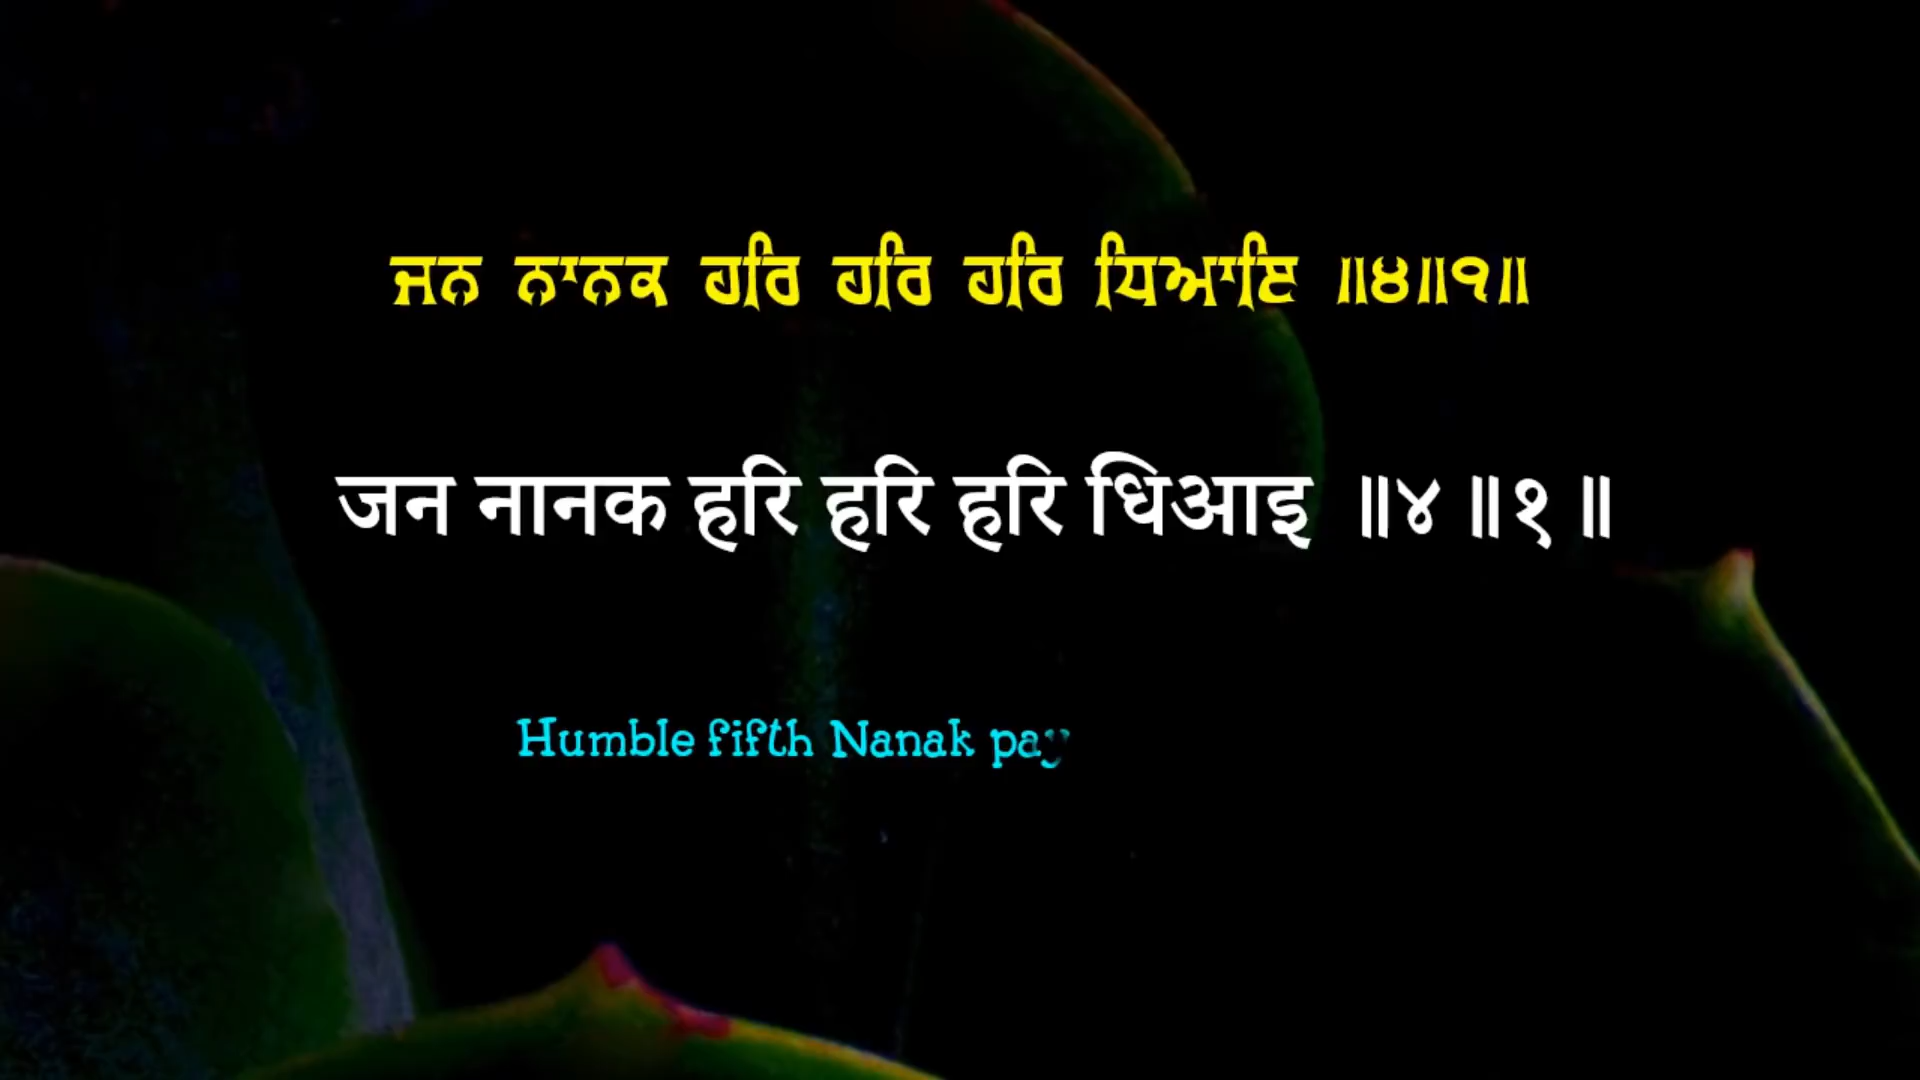 ਜਨ ਨਾਨਕ ਹਰਿ ਹਰਿ ਹਰਿ ਧਿਆਇ ॥੪॥੧॥
जन नानक हरि हरि हरि धिआइ ॥४॥१॥
Humble fifth Nanak pay